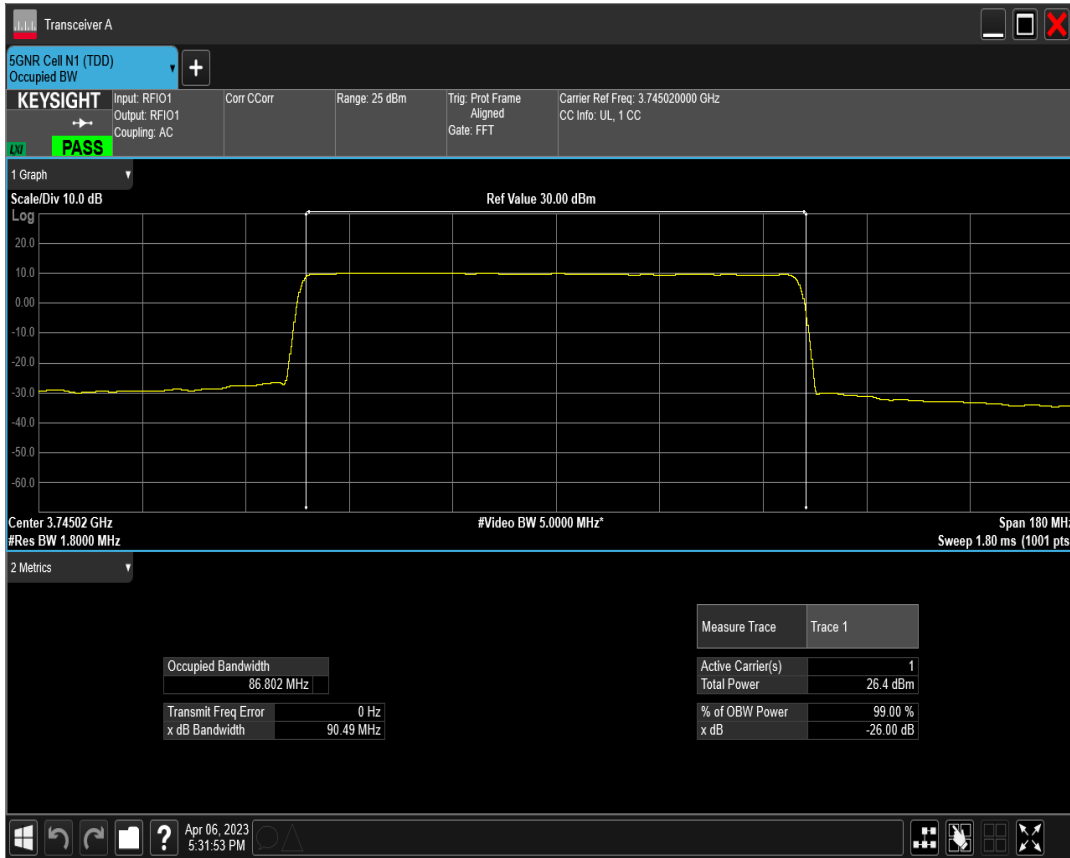 Transceiver A
5GNR Cell N1 (TDD)
Occupied BW
+
KEYSIGHT
LXI
PASS
Input: RFIO1
Output: RFIO1
Coupling: AC
Corr CCorr
Range: 25 dBm
Trig: Prot Frame
Aligned
Gate: FFT
Carrier Ref Freq: 3.745020000 GHz
CC Info: UL, 1 CC
1 Graph
Scale/Div 10.0 dB
Ref Value 30.00 dBm
Log
20.0
10.0
0.00
-10.0
-20.0
-30.0
-40.0
-50.0
-60.0
Center 3.74502 GHz
#Video BW 5.0000 MHz*
Span 180 MHz
#Res BW 1.8000 MHz
Sweep 1.80 ms (1001 pts
2 Metrics
Measure Trace Trace 1
Occupied Bandwidth
86.802 MHz
Active Carrier(s) 1
Total Power 26.4 dBm
Transmit Freq Error 0 Hz
x dB Bandwidth 90.49 MHz
% of OBW Power 99.00 %
x dB -26.00 dB
?
Apr 06, 2023
5:31:53 PM